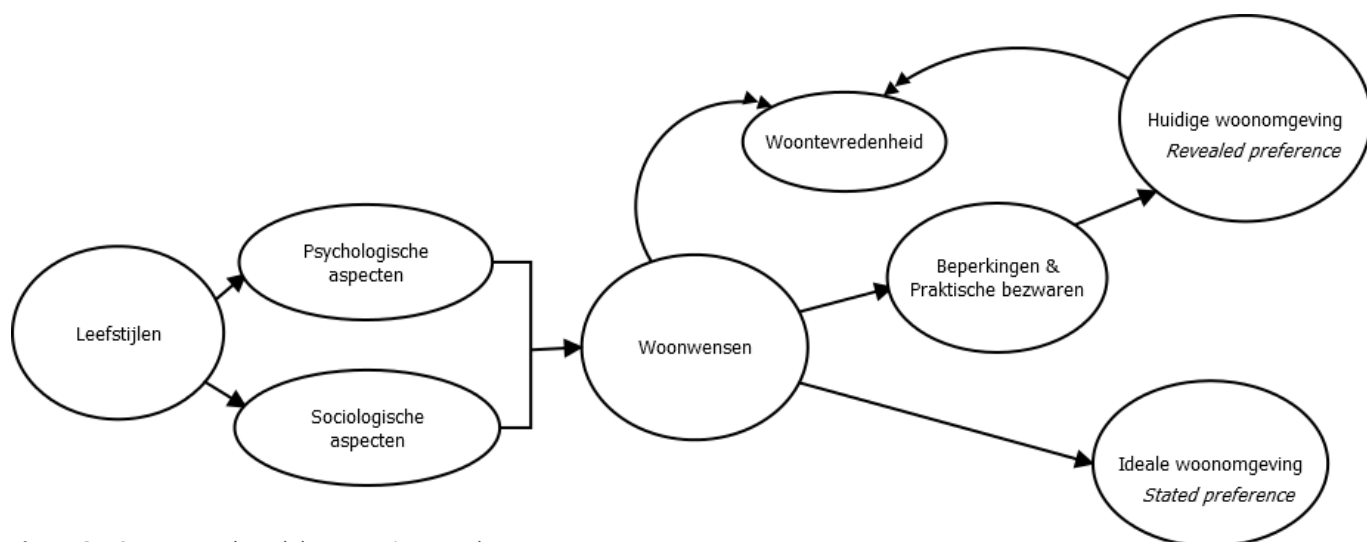 Leefstijlen
Psychologische
aspecten
Sociologische
aspecten
Woonwensen
Woontevredenheid
Beperkingen &
Praktische bezwaren
Huidige woonomgeving
Revealed preference
Ideale woonomgeving
Stated preference